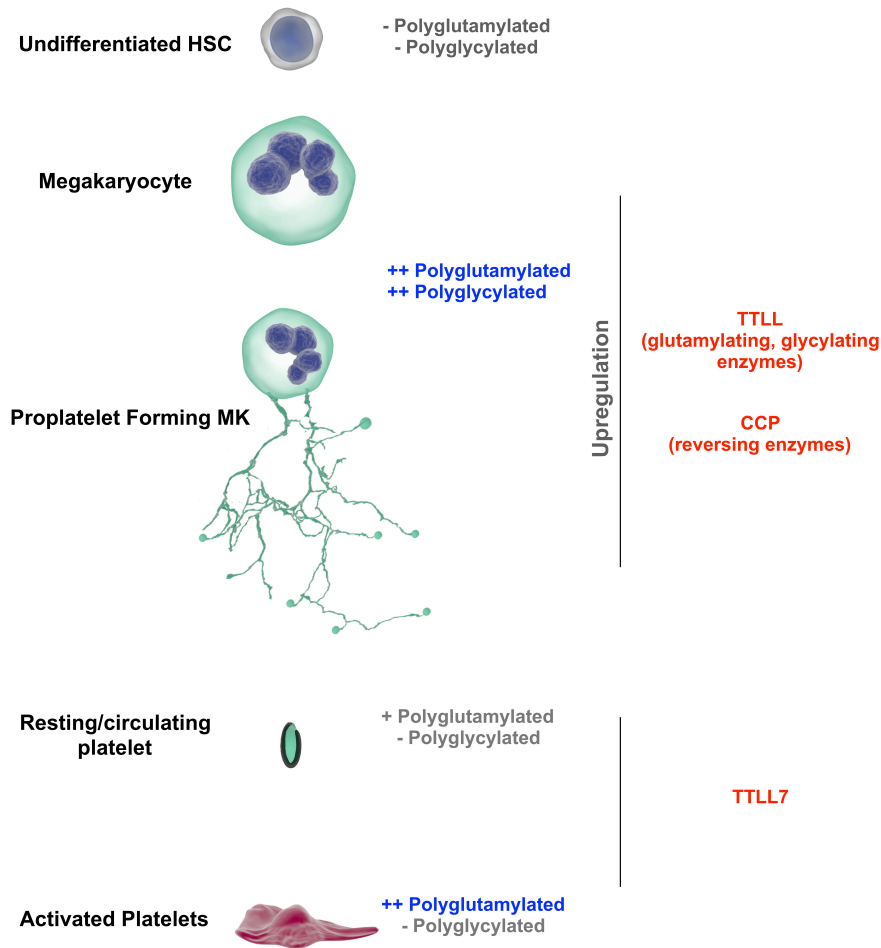 Undifferentiated HSC
- Polyglutamylated
- Polyglycylated
Megakaryocyte
++ Polyglutamylated
++ Polyglycylated
Upregulation
TTLL
(glutamylating, glycylating
enzymes)
Proplatelet Forming MK
CCP
(reversing enzymes)
Resting/circulating
platelet
+ Polyglutamylated
- Polyglycylated
TTLL7
Activated Platelets
++ Polyglutamylated
- Polyglycylated